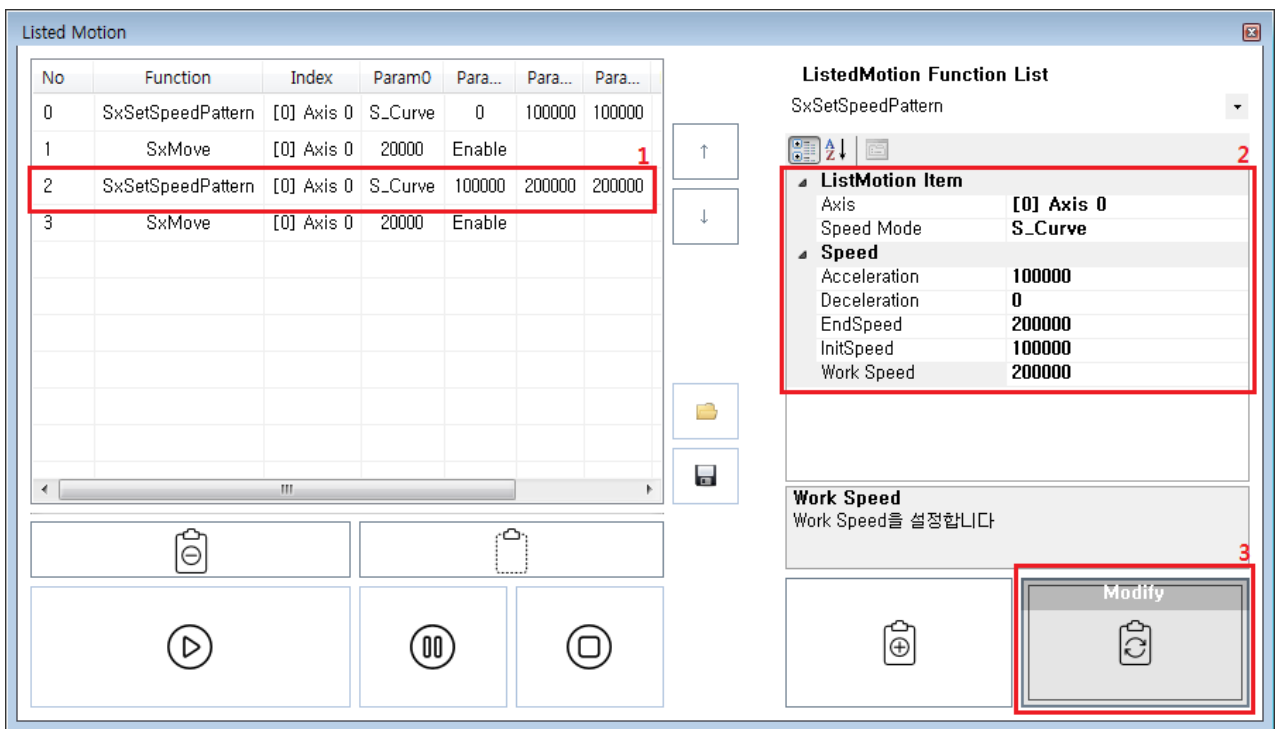 Listed Motion
No Function Index Param0 Para... Para... Para...
0 SxSetSpeedPattern [0] Axis 0 S_Curve 0 100000 100000
1 SxMove [0] Axis 0 20000 Enable
1
2 SxSetSpeedPattern [0] Axis 0 S_Curve 100000 200000 200000
3 SxMove [0] Axis 0 20000 Enable
ListedMotion Function List
SxSetSpeedPattern
2
ListMotion Item
Axis [0] Axis 0
Speed Mode S_Curve
Speed
Acceleration 100000
Deceleration 0
EndSpeed 200000
InitSpeed 100000
Work Speed 200000
Work Speed
Work Speed을 설정합니다
3
Modify